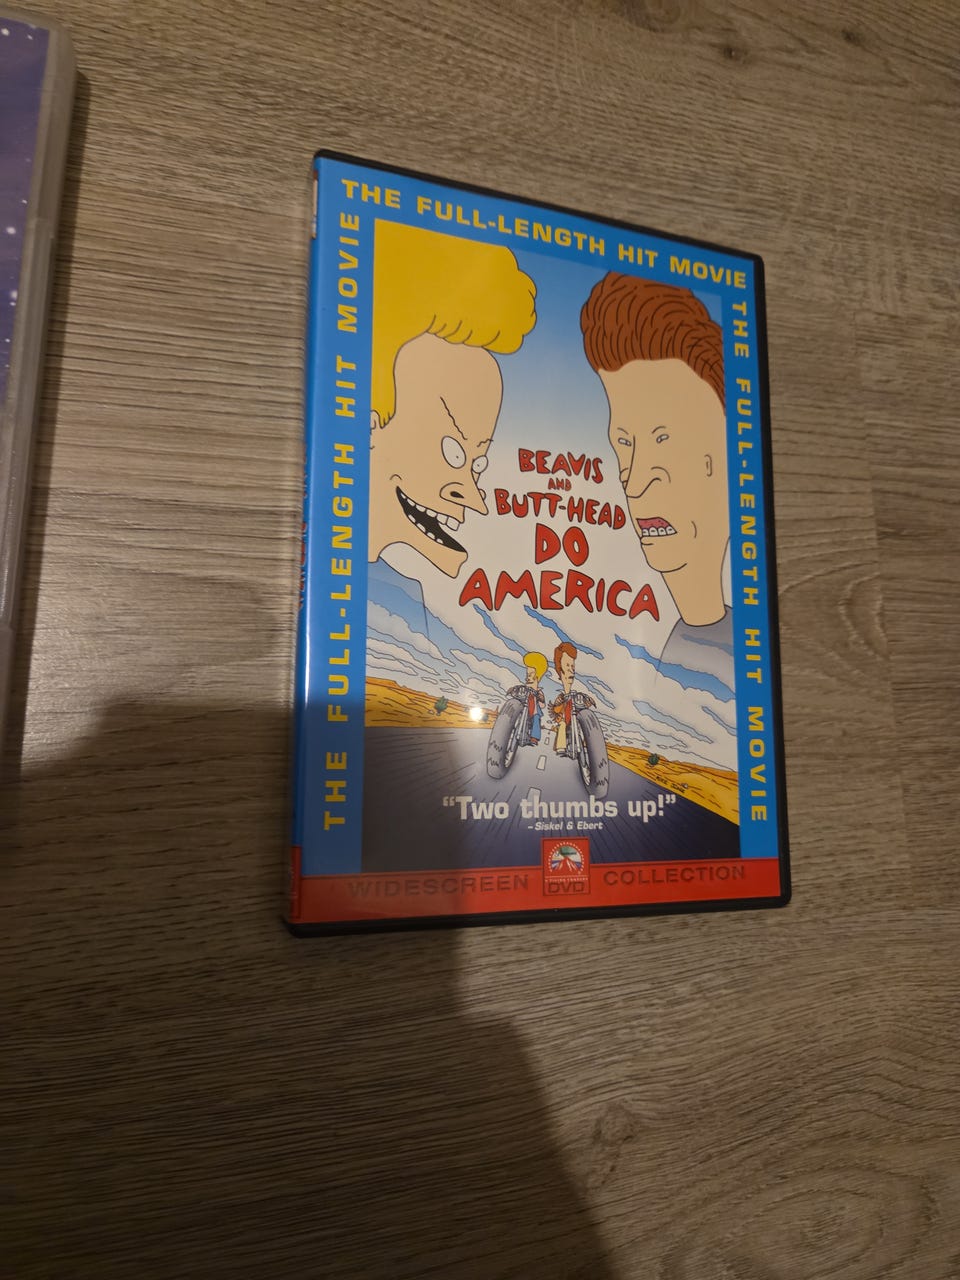 THE FULL-LENGTH HIT MOVIE
THE FULL-LENGTH HIT MOVIE
THE FULL-LENGTH HIT MOVIE
BEAVIS
AND
BUTT-HEAD
DO
AMERICA
"Two thumbs up!"
-Siskel & Ebert
WIDESCREEN DVD COLLECTION